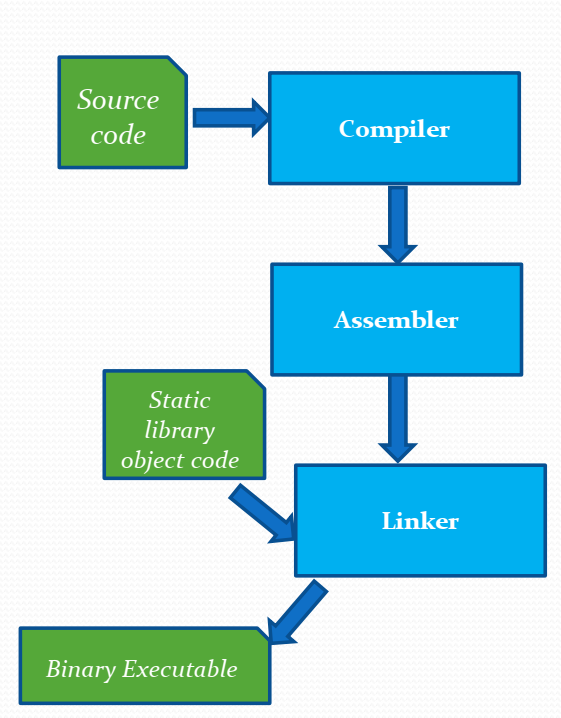 Source
code
Compiler
Assembler
Static
library
object code
Linker
Binary Executable